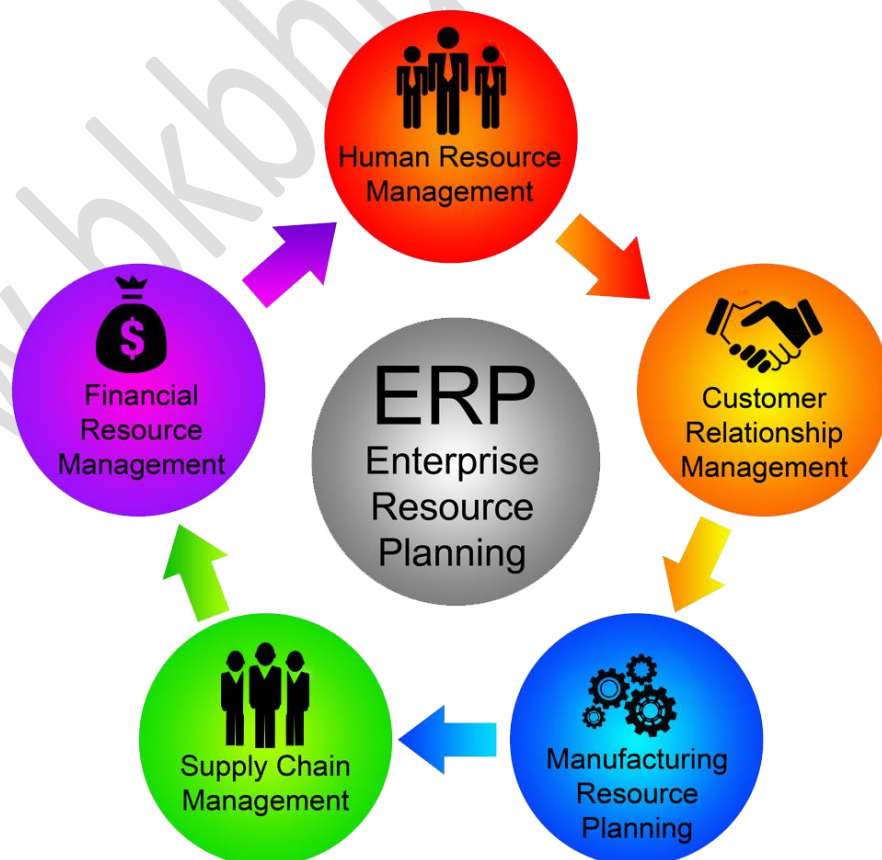 Human Resource
Management
Customer
Relationship
Management
Manufacturing
Resource
Planning
Supply Chain
Management
$
Financial
Resource
Management
ERP
Enterprise
Resource
Planning